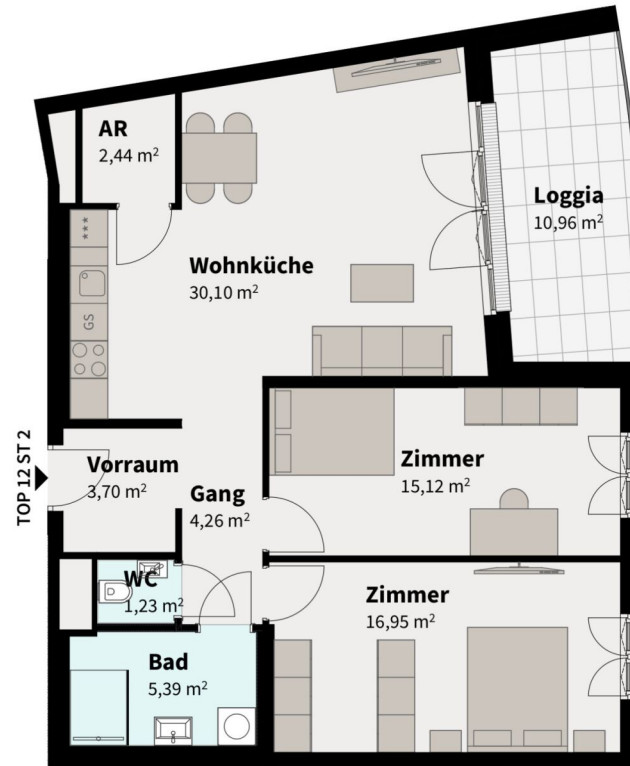 AR
2,44 m²
Loggia
10,96 m²
Wohnküche
30,10 m²
***
GS
TOP 12 ST 2
Vorraum
3,70 m²
Gang
4,26 m²
Zimmer
15,12 m²
WC
1,23 m²
Zimmer
16,95 m²
Bad
5,39 m²